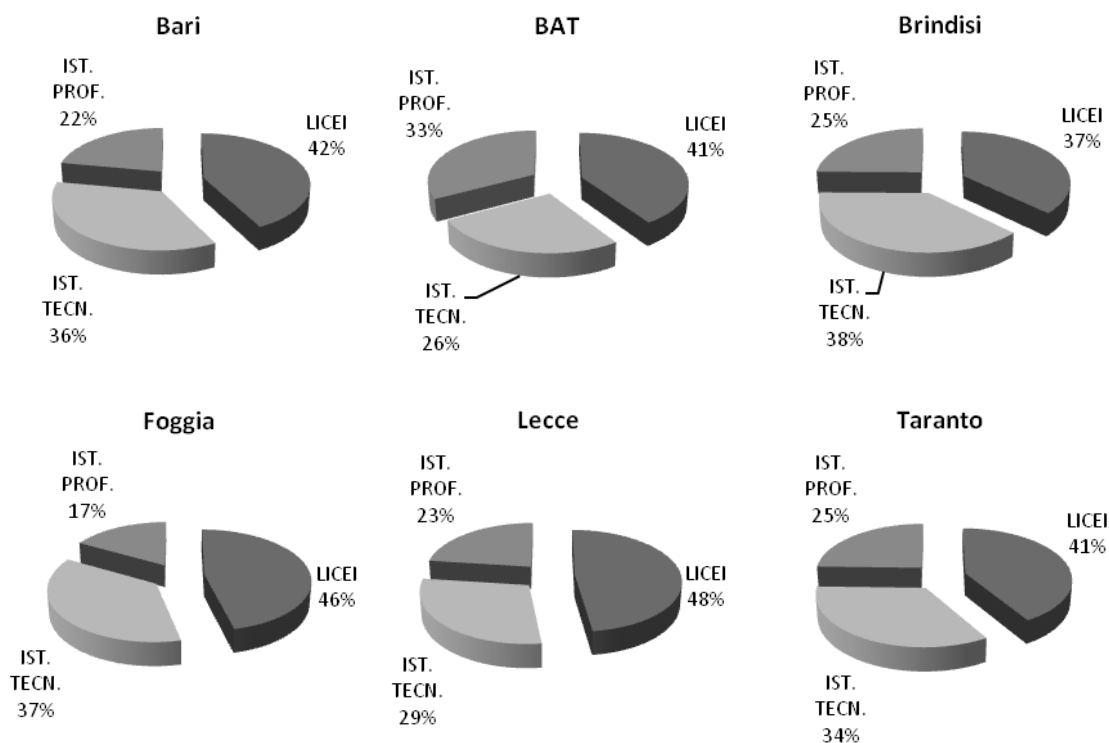 Bari
IST.
PROF.
22%
LICEI
42%
IST.
TECN.
36%
BAT
IST.
PROF.
33%
LICEI
41%
IST.
TECN.
26%
Brindisi
IST.
PROF.
25%
LICEI
37%
IST.
TECN.
38%
Foggia
IST.
PROF.
17%
LICEI
46%
IST.
TECN.
37%
Lecce
IST.
PROF.
23%
LICEI
48%
IST.
TECN.
29%
Taranto
IST.
PROF.
25%
LICEI
41%
IST.
TECN.
34%